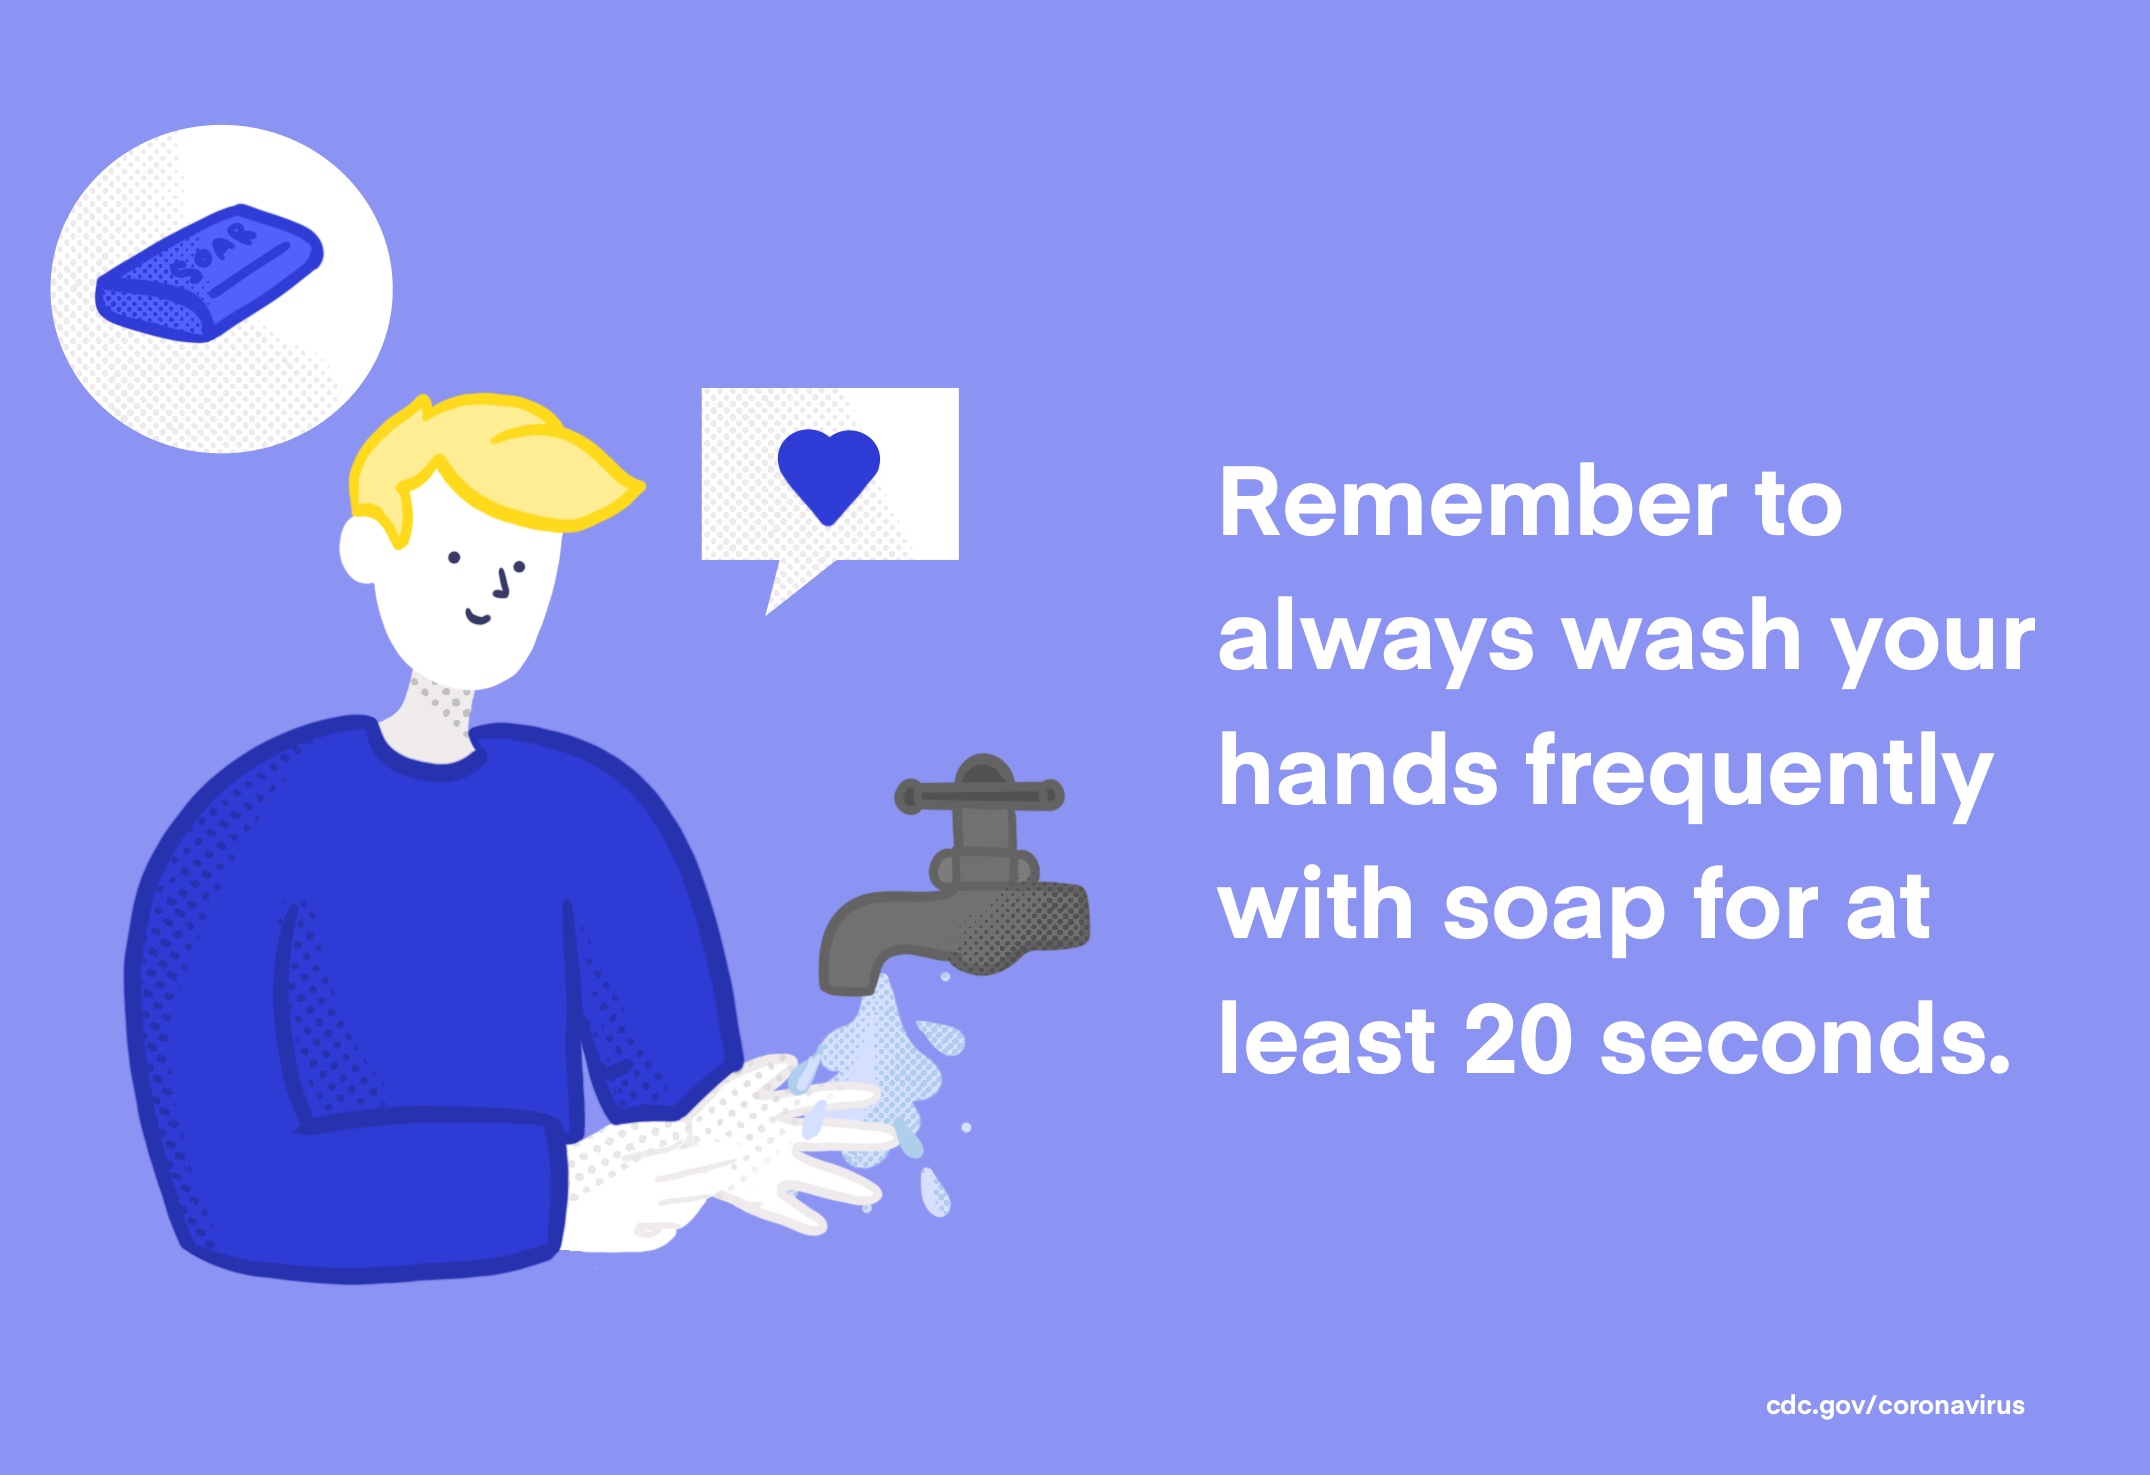 SOAP
Remember to
always wash your
hands frequently
with soap for at
least 20 seconds.
cdc.gov/coronavirus